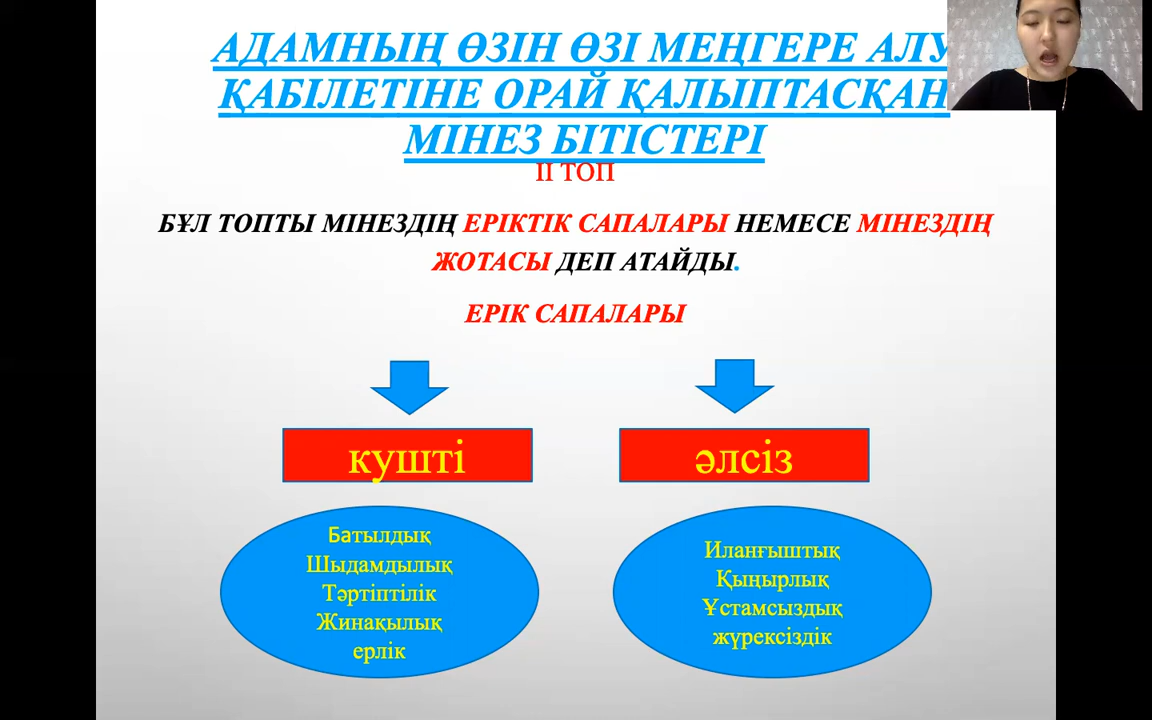 АДАМНЫҢ ӨЗІН ӨЗІ МЕҢГЕРЕ АЛУ
ҚАБІЛЕТІНЕ ОРАЙ ҚАЛЫПТАСҚАН
МІНЕЗ БІТІСТЕРІ
II ТОП
БҰЛ ТОПТЫ МІНЕЗДІҢ ЕРІКТІК САПАЛАРЫ НЕМЕСЕ МІНЕЗДІҢ
ЖОТАСЫ ДЕП АТАЙДЫ.
ЕРІК САПАЛАРЫ
кушті
әлсіз
Батылдық
Шыдамдылық
Тәртіптілік
Жинақылық
ерлік
Иланғыштық
Қыңырлық
Ұстамсыздық
жүрексіздік